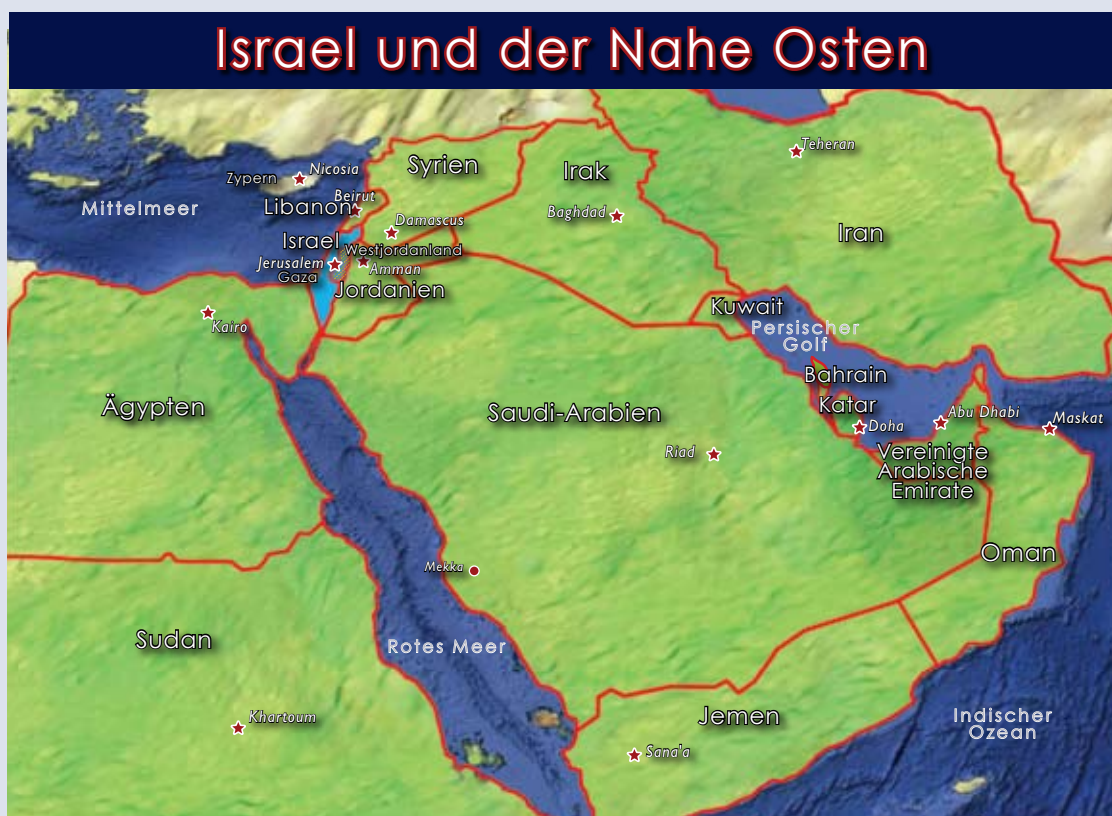 Israel und der Nahe Osten
Teheran
Syrien
Irak
Nicosia
Zypern
Beirut
Mittelmeer
Libanon
Baghdad
Damascus
Iran
Israel
Westjordanland
Jerusalem
Amman
Gaza
Jordanien
Kuwait
Kairo
Persischer
Golf
Bahrain
Ägypten
Saudi-Arabien
Katar
Abu Dhabi
Maskat
Doha
Riad
Vereinigte
Arabische
Emirate
Oman
Mekka
Sudan
Rotes Meer
Khartoum
Jemen
Indischer
Ozean
Sana'a